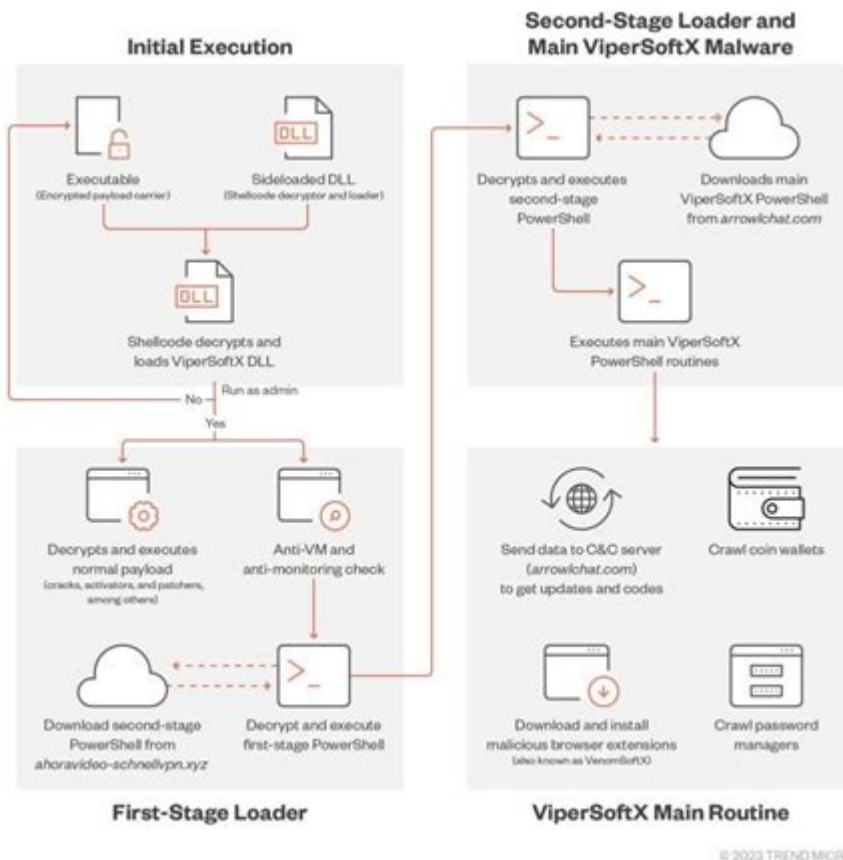 Initial Execution
DLL
Executable
(Encrypted payload carrier)
Sideloaded DLL
(Shellcode decryptor and loader)
DLL
Shellcode decrypts and
loads ViperSoftX DLL
Run as admin
No
Yes
Decrypts and executes
normal payload
(cracks, activators, and patchers,
among others)
Anti-VM and
anti-monitoring check
Download second-stage
PowerShell from
ahoravideo-schnellvpn.xyz
Decrypt and execute
first-stage PowerShell
First-Stage Loader
Second-Stage Loader and
Main ViperSoftX Malware
Decrypts and executes
second-stage
PowerShell
Downloads main
ViperSoftX PowerShell
from arrowlchat.com
Executes main ViperSoftX
PowerShell routines
Send data to C&C server
(arrowlchat.com)
to get updates and codes
Crawl coin wallets
Download and install
malicious browser extensions
(also known as VenomSoftX)
Crawl password
managers
ViperSoftX Main Routine
© 2023 TREND MICR